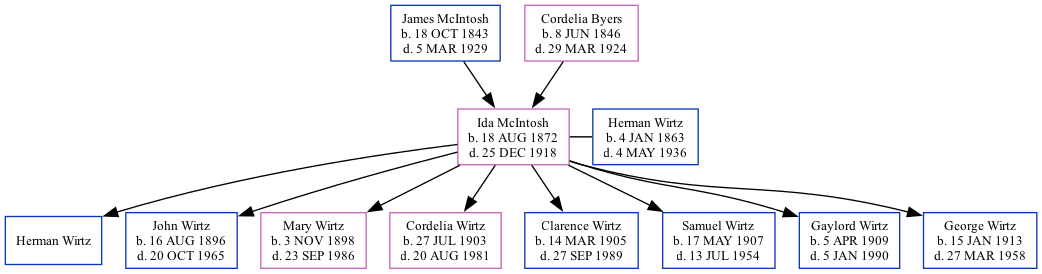 James McIntosh
b. 18 OCT 1843
d. 5 MAR 1929
Cordelia Byers
b. 8 JUN 1846
d. 29 MAR 1924
Ida McIntosh
b. 18 AUG 1872
d. 25 DEC 1918
Herman Wirtz
b. 4 JAN 1863
d. 4 MAY 1936
Herman Wirtz
John Wirtz
b. 16 AUG 1896
d. 20 OCT 1965
Mary Wirtz
b. 3 NOV 1898
d. 23 SEP 1986
Cordelia Wirtz
b. 27 JUL 1903
d. 20 AUG 1981
Clarence Wirtz
b. 14 MAR 1905
d. 27 SEP 1989
Samuel Wirtz
b. 17 MAY 1907
d. 13 JUL 1954
Gaylord Wirtz
b. 5 APR 1909
d. 5 JAN 1990
George Wirtz
b. 15 JAN 1913
d. 27 MAR 1958